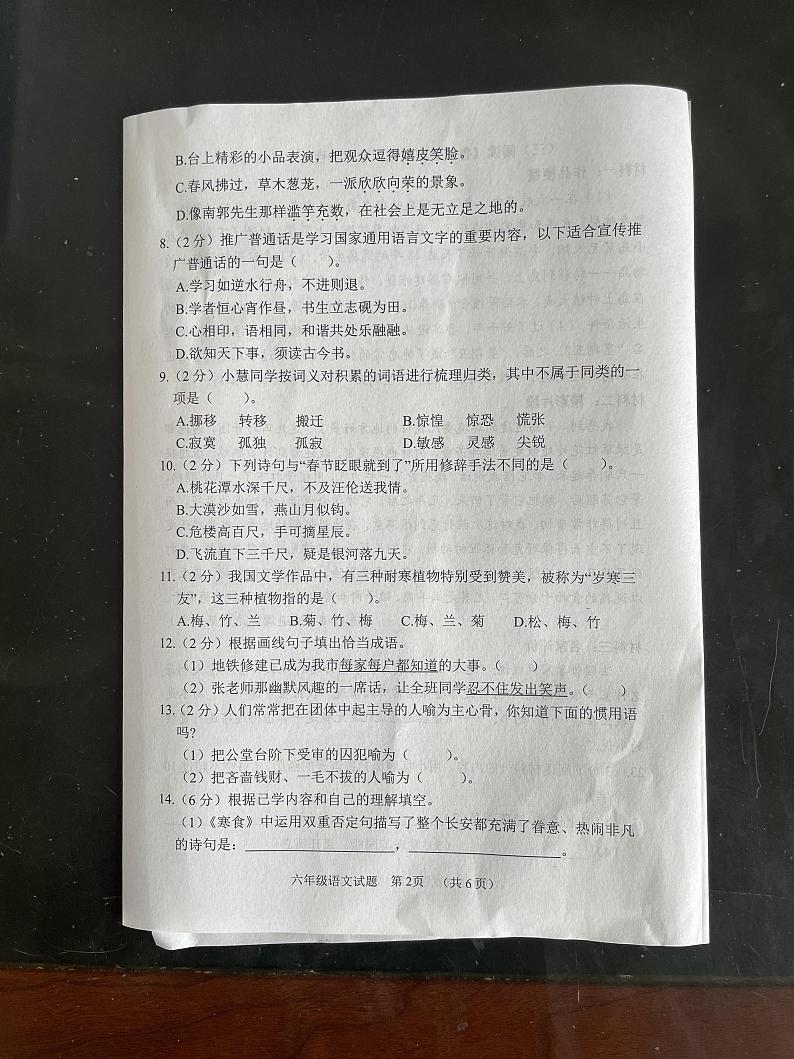 B.台上精彩的小品表演，把观众逗得嬉皮笑脸。
C.春风拂过，草木葱茏，一派欣欣向荣的景象。
D.像南郭先生那样滥竽充数，在社会上是无立足之地的。
8.（2 分）推广普通话是学习国家通用语言文字的重要内容，以下适合宣传推
广普通话的一句是（  ）。
A.学习如逆水行舟，不进则退。
B.学者恒心宵作昼，书生立志砚为田。
C.心相印，语相同，和谐共处乐融融。
D.欲知天下事，须读古今书。
9.（2 分）小慧同学按词义对积累的词语进行梳理归类，其中不属于同类的一
项是（  ）。
A.挪移 转移 搬迁 B.惊惶 惊恐 慌张
C.寂寞 孤独 孤寂 D.敏感 灵感 尖锐
10.（2 分）下列诗句与“春节眨眼就到了”所用修辞手法不同的是（  ）。
A.桃花潭水深千尺，不及汪伦送我情。
B.大漠沙如雪，燕山月似钩。
C.危楼高百尺，手可摘星辰。
D.飞流直下三千尺，疑是银河落九天。
11.（2 分）我国文学作品中，有三种耐寒植物特别受到赞美，被称为“岁寒三
友”，这三种植物指的是（  ）。
A.梅、竹、兰 B.菊、竹、梅 C.梅、兰、菊 D.松、梅、竹
12.（2 分）根据画线句子填出恰当成语。
（1）地铁修建已成为我市每家每户都知道的大事。（  ）
（2）张老师那幽默风趣的一席话，让全班同学忍不住发出笑声。（  ）
13.（2 分）人们常常把在团体中起主导的人喻为主心骨，你知道下面的惯用语
吗？
（1）把公堂台阶下受审的囚犯喻为（  ）。
（2）把吝啬钱财、一毛不拔的人喻为（  ）。
14.（6 分）根据已学内容和自己的理解填空。
（1）《寒食》中运用双重否定句描写了整个长安都充满了眷意、热闹非凡
的诗句是：__________，__________。
六年级语文试题 第 2页 （共 6 页）